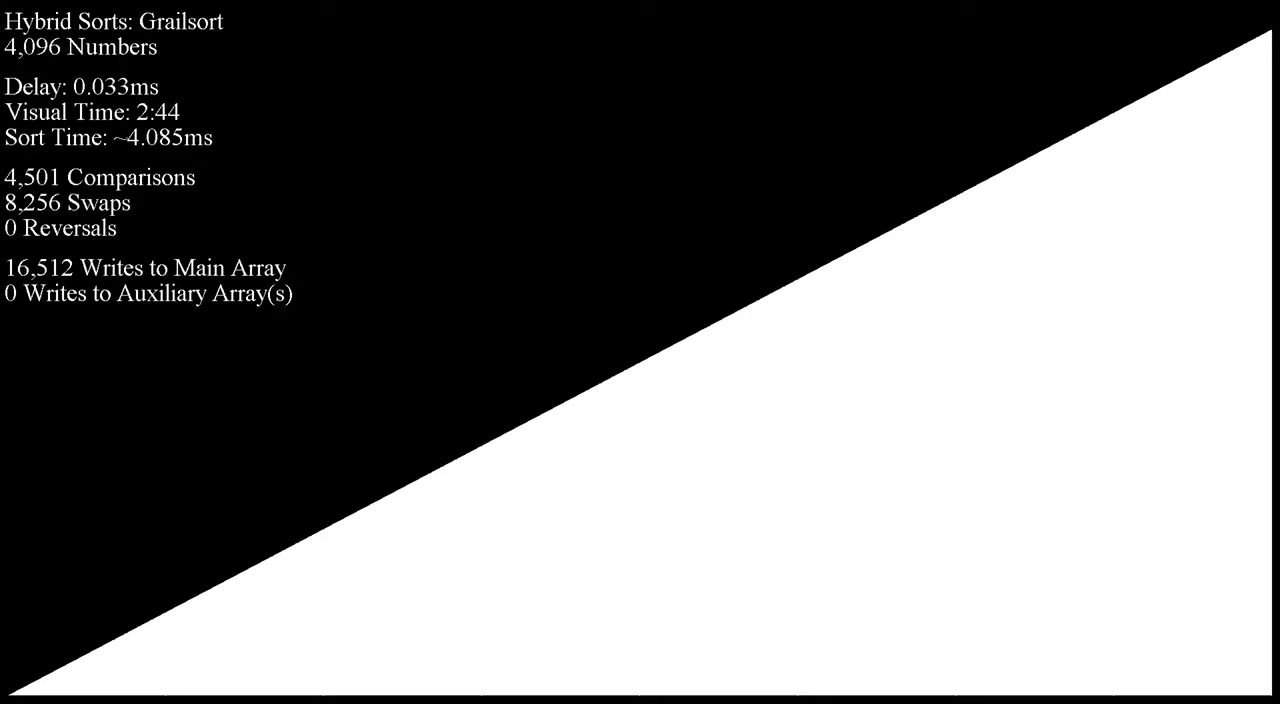 Hybrid Sorts: Grailsort
4,096 Numbers
Delay: 0.033ms
Visual Time: 2:44
Sort Time: ~4.085ms
4,501 Comparisons
8,256 Swaps
0 Reversals
16,512 Writes to Main Array
0 Writes to Auxiliary Array(s)